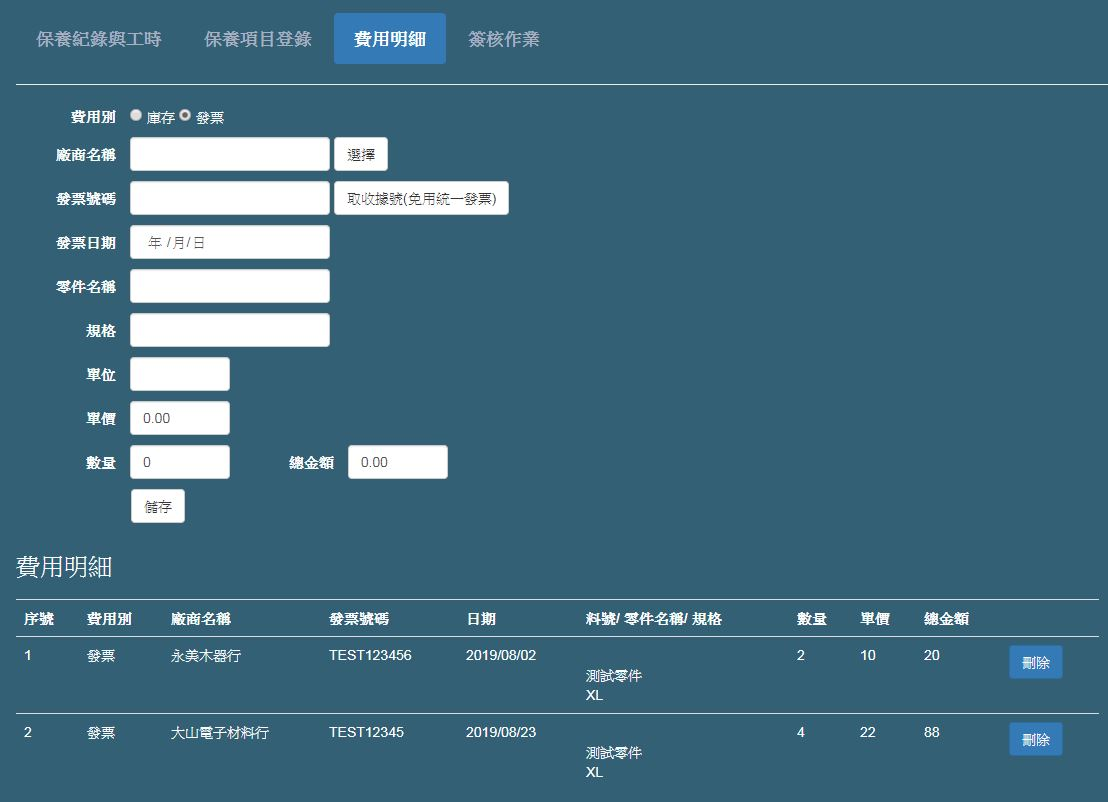 保養紀錄與工時 保養項目登錄 費用明細 簽核作業
費用別 庫存 發票
廠商名稱 選擇
發票號碼 取收據號(免用統一發票)
發票日期 年 /月/日
零件名稱
規格
單位
單價 0.00
數量 0 總金額 0.00
儲存
費用明細
序號 費用別 廠商名稱 發票號碼 日期 料號/ 零件名稱/ 規格 數量 單價 總金額
1 發票 永美木器行 TEST123456 2019/08/02 2 10 20 刪除
測試零件
XL
2 發票 大山電子材料行 TEST12345 2019/08/23 4 22 88 刪除
測試零件
XL